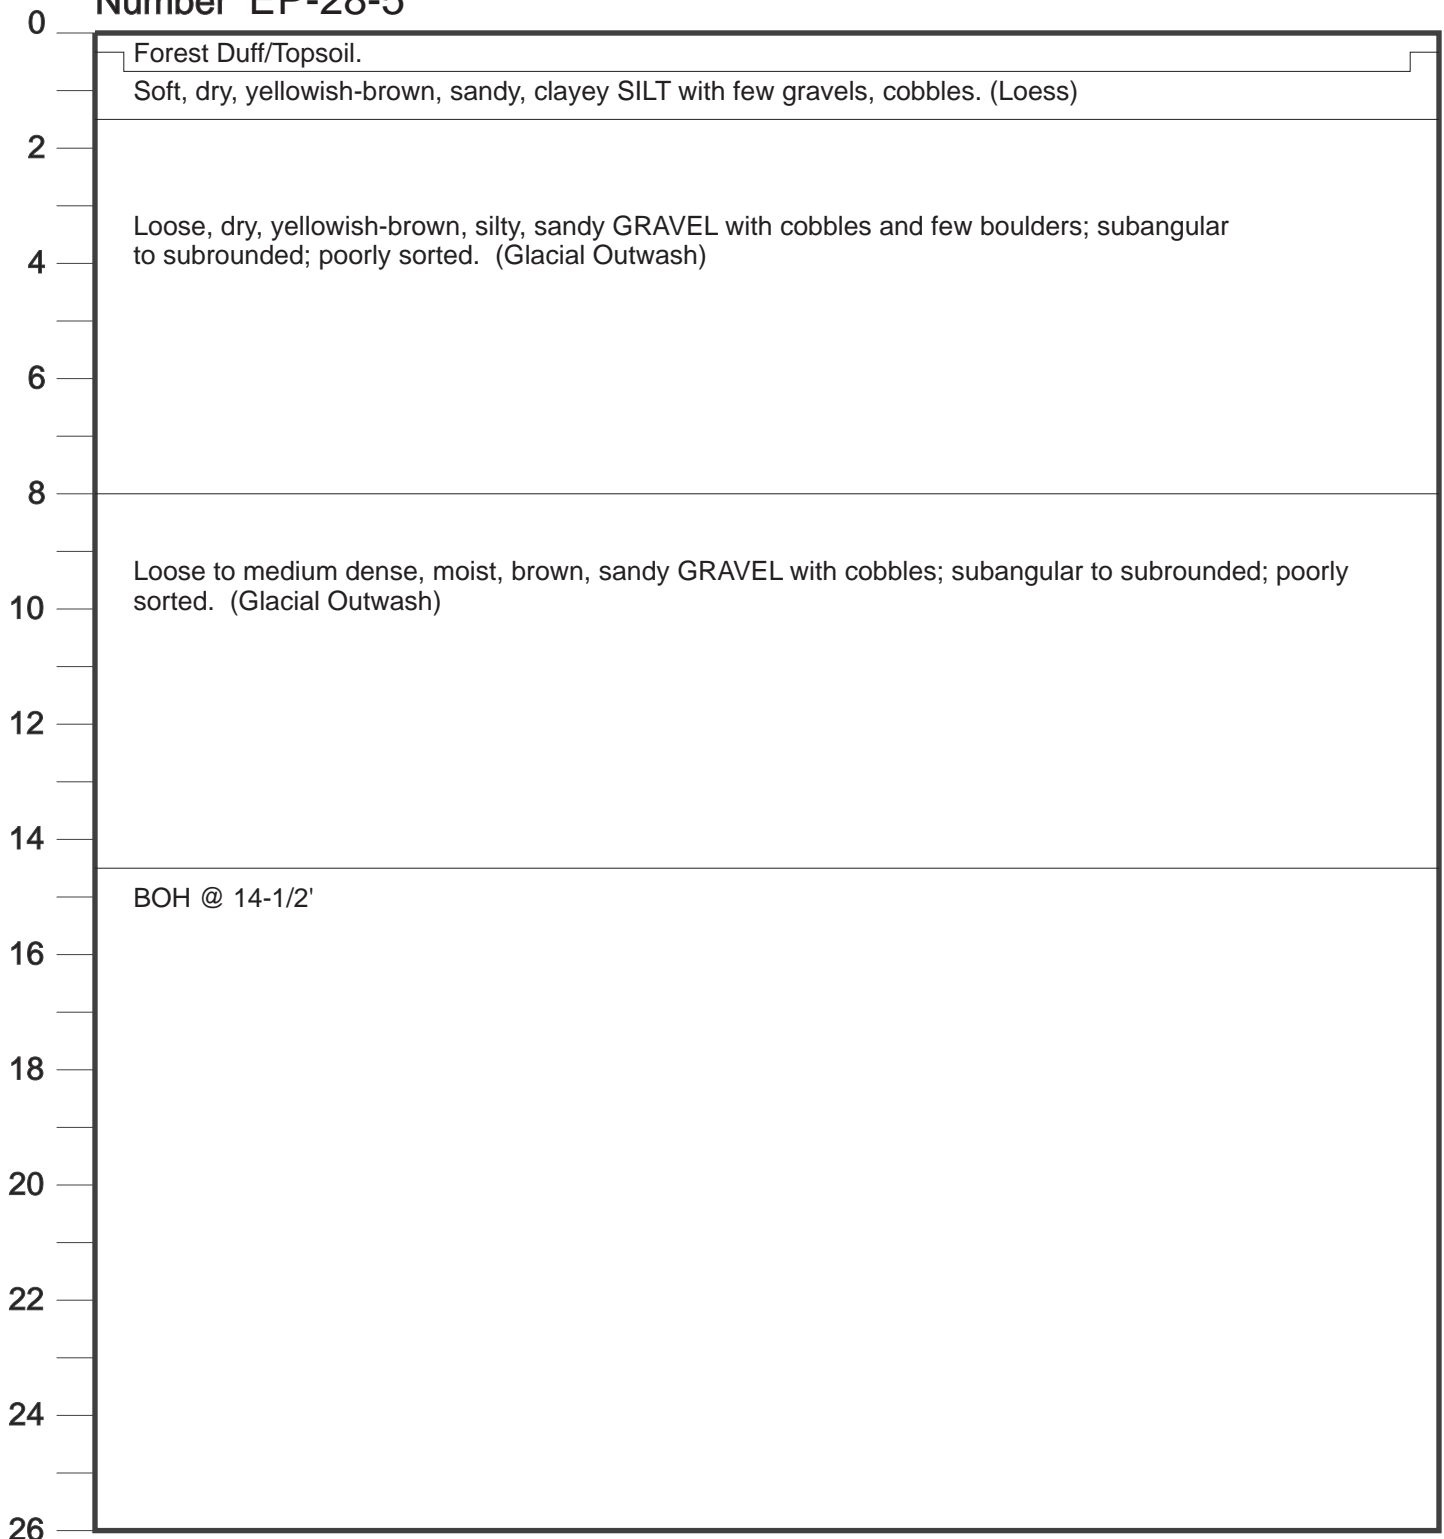 Number EP-28-5
0
Forest Duff/Topsoil.
Soft, dry, yellowish-brown, sandy, clayey SILT with few gravels, cobbles. (Loess)
2
Loose, dry, yellowish-brown, silty, sandy GRAVEL with cobbles and few boulders; subangular
to subrounded; poorly sorted.  (Glacial Outwash)
4
6
8
Loose to medium dense, moist, brown, sandy GRAVEL with cobbles; subangular to subrounded; poorly
sorted.  (Glacial Outwash)
10
12
14
BOH @ 14-1/2'
16
18
20
22
24
26